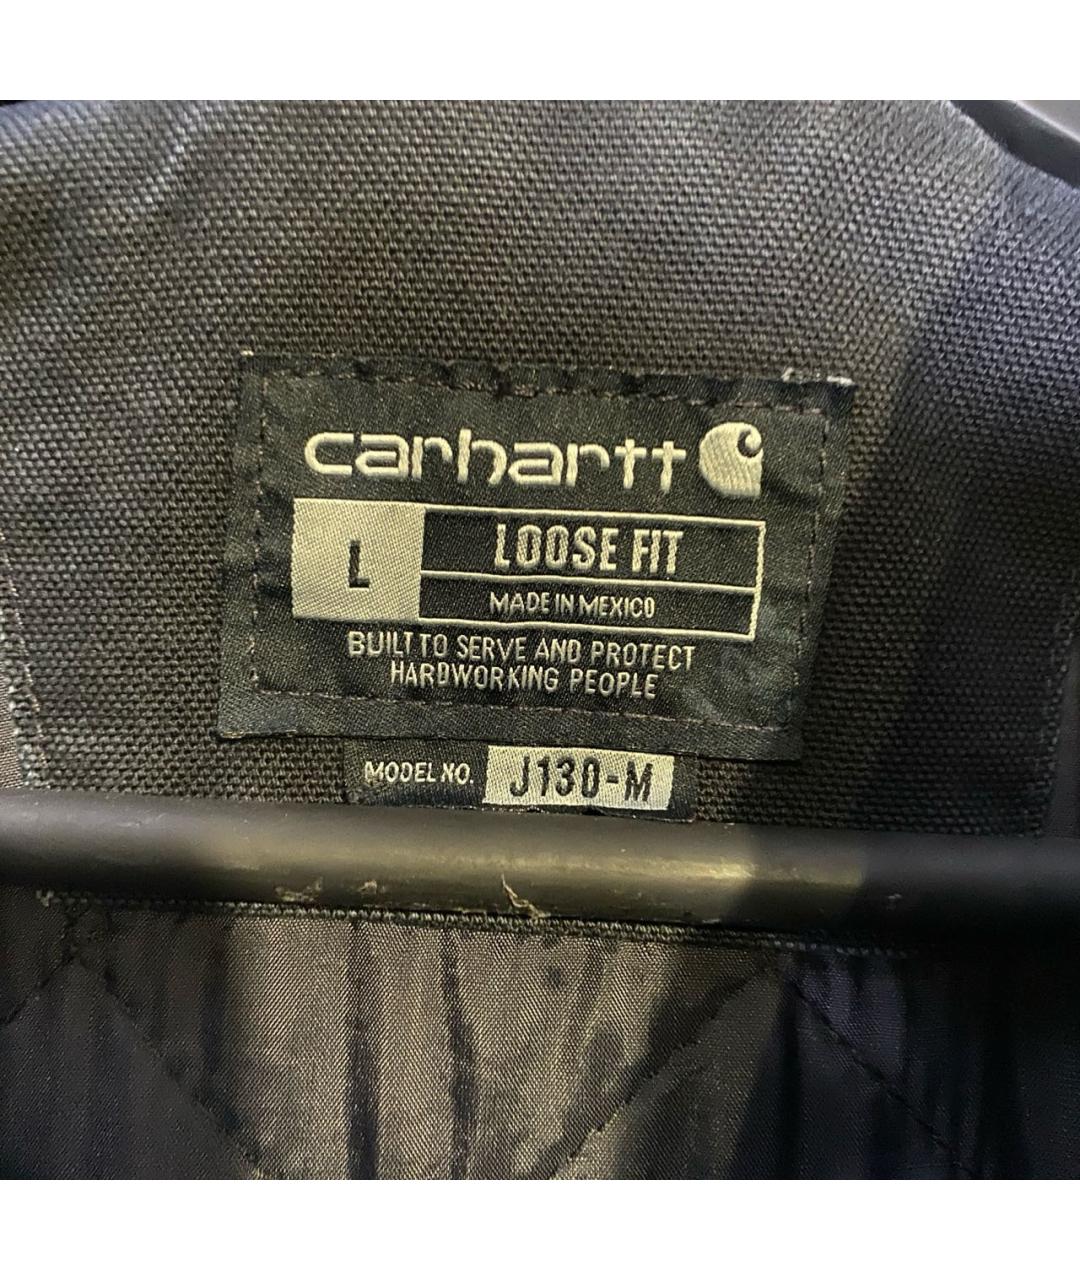 carhartt
L
LOOSE FIT
MADE IN MEXICO
BUILT TO SERVE AND PROTECT
HARDWORKING PEOPLE
MODEL NO. J130-M